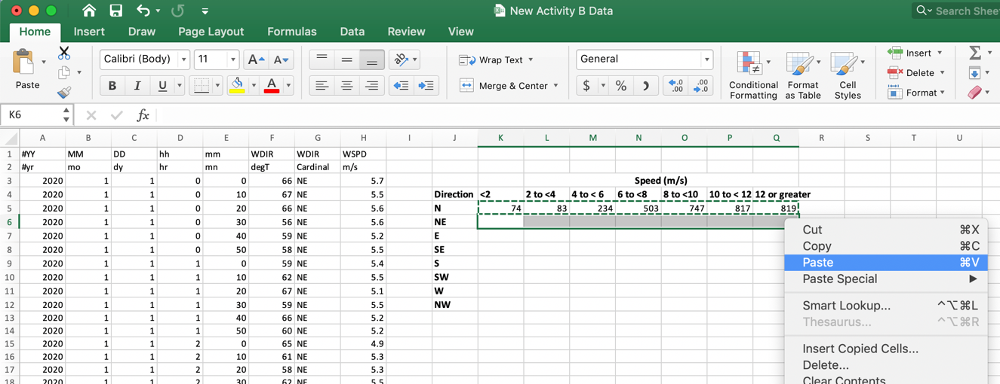 New Activity B Data
Search Shee
Home Insert Draw Page Layout Formulas Data Review View
Paste
Calibri (Body) 11 A A
B I U A
Wrap Text
Merge & Center
General
$ % )
.0 .00
.00 .0
Conditional Formatting
Format as Table
Cell Styles
Insert
Delete
Format
Σ
K6 fx
A B C D E F G H I J K L M N O P Q R S T U
1 #YY MM DD hh mm WDIR WDIR WSPD
2 #yr mo dy hr mn degT Cardinal m/s
3 2020 1 1 0 0 66 NE 5.7 Speed (m/s)
4 2020 1 1 0 10 67 NE 5.5 Direction <2 2 to <4 4 to < 6 6 to <8 8 to <10 10 to < 12 12 or greater
5 2020 1 1 0 20 66 NE 5.6 N 74 83 234 503 747 817 819
6 2020 1 1 0 30 56 NE 5.6 NE
7 2020 1 1 0 40 59 NE 5.2 E
8 2020 1 1 0 50 58 NE 5.5 SE
9 2020 1 1 1 0 59 NE 5.4 S
10 2020 1 1 1 10 62 NE 5.5 SW
11 2020 1 1 1 20 67 NE 5.1 W
12 2020 1 1 1 30 59 NE 5.5 NW
13 2020 1 1 1 40 66 NE 5.2
14 2020 1 1 1 50 60 NE 5.2
15 2020 1 1 2 0 65 NE 4.9
16 2020 1 1 2 10 61 NE 5.3
17 2020 1 1 2 20 58 NE 5.3
18 2020 1 1 2 30 62 NE 5.5
Cut ⌘X
Copy ⌘C
Paste ⌘V
Paste Special
Smart Lookup... ^⌥⌘L
Thesaurus... ^⌥⌘R
Insert Copied Cells...
Delete...
Clear Contents